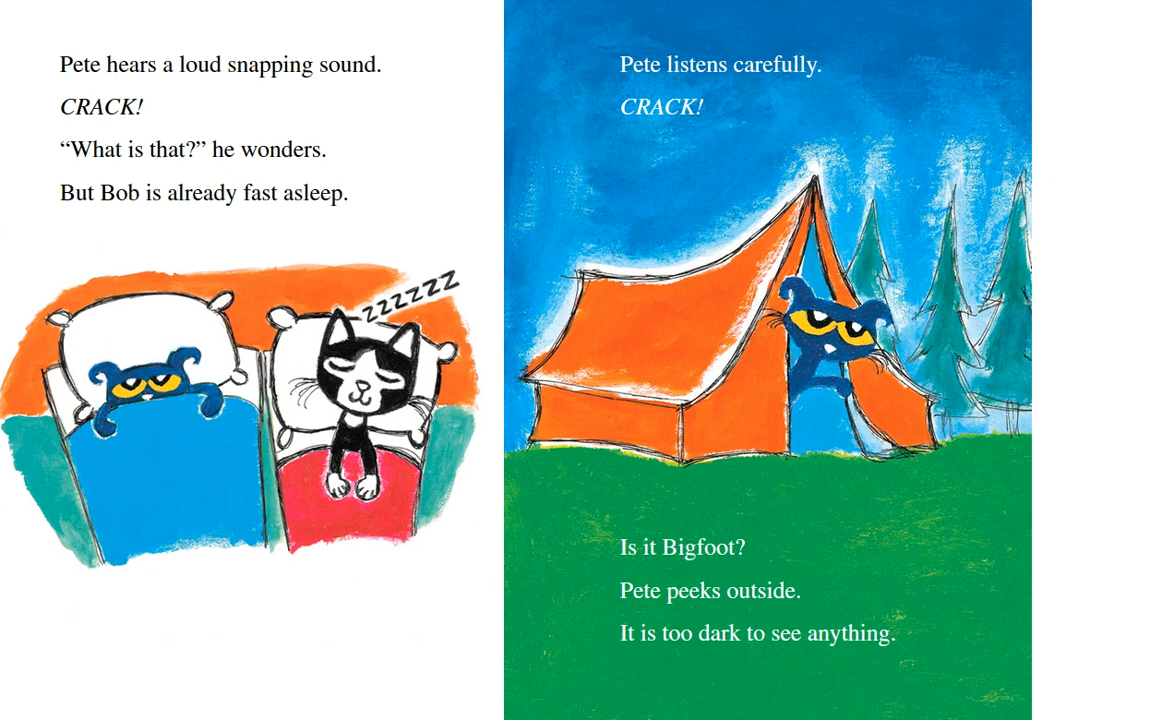 Pete hears a loud snapping sound.
CRACK!
“What is that?” he wonders.
But Bob is already fast asleep.
zzzzzz
Pete listens carefully.
CRACK!
Is it Bigfoot?
Pete peeks outside.
It is too dark to see anything.